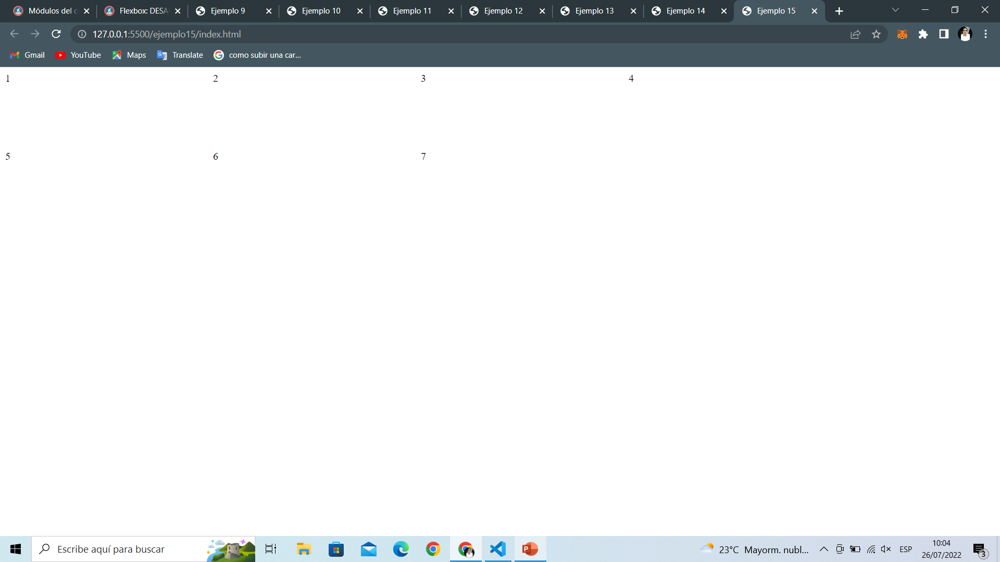 Módulos del c
Flexbox: DESA
Ejemplo 9
Ejemplo 10
Ejemplo 11
Ejemplo 12
Ejemplo 13
Ejemplo 14
Ejemplo 15
127.0.0.1:5500/ejemplo15/index.html
Gmail
YouTube
Maps
Translate
como subir una car...
1 2 3 4
5 6 7
Escribe aquí para buscar
23°C Mayorm. nubl...
ESP
10:04
26/07/2022
3